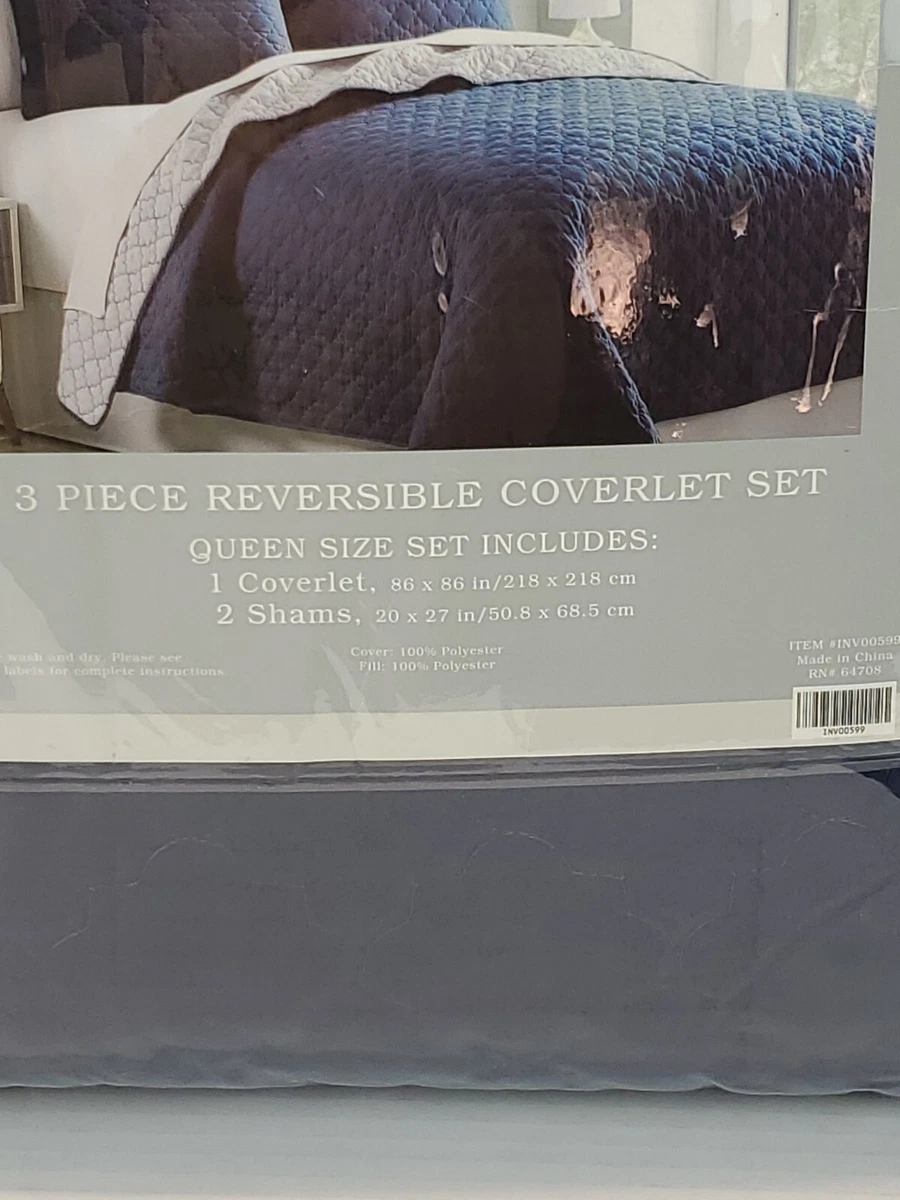 3 PIECE REVERSIBLE COVERLET SET
QUEEN SIZE SET INCLUDES:
1 Coverlet, 86 x 86 in/218 x 218 cm
2 Shams, 20 x 27 in/50.8 x 68.5 cm
wash and dry. Please see
labels for complete instructions
Cover: 100% Polyester
Fill: 100% Polyester
ITEM #INV00599
Made in China
RN# 64708
INV00599